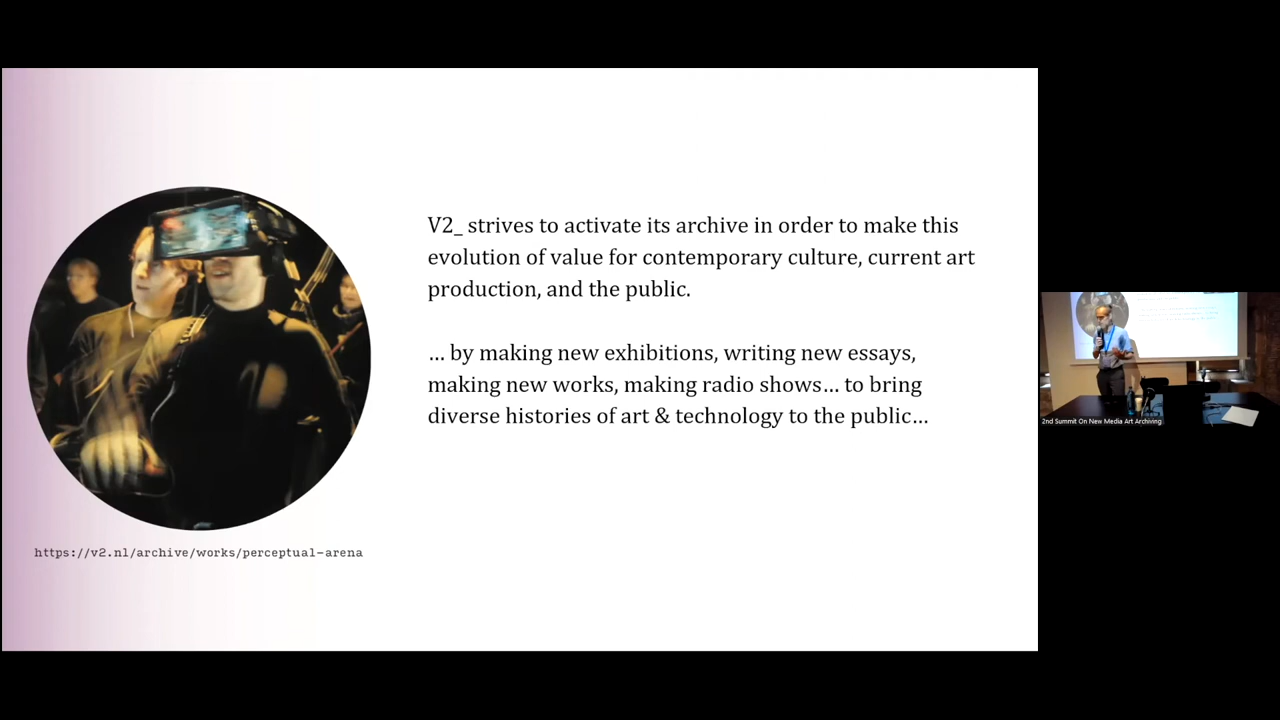 V2_ strives to activate its archive in order to make this
evolution of value for contemporary culture, current art
production, and the public.
… by making new exhibitions, writing new essays,
making new works, making radio shows… to bring
diverse histories of art & technology to the public…
https://v2.nl/archive/works/perceptual-arena
2nd Summit On New Media Art Archiving